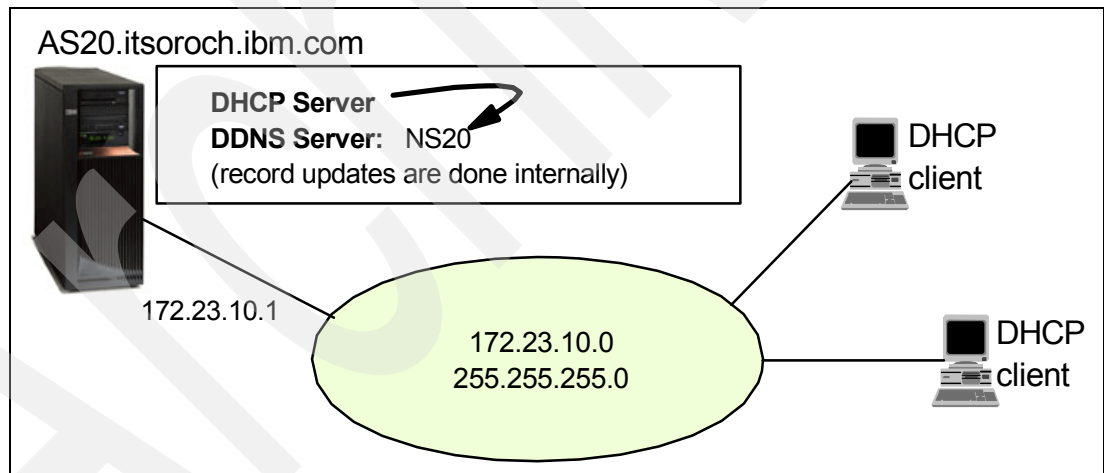 AS20.itsoroch.ibm.com
DHCP Server
DDNS Server: NS20
(record updates are done internally)
DHCP
client
172.23.10.1
172.23.10.0
255.255.255.0
DHCP
client